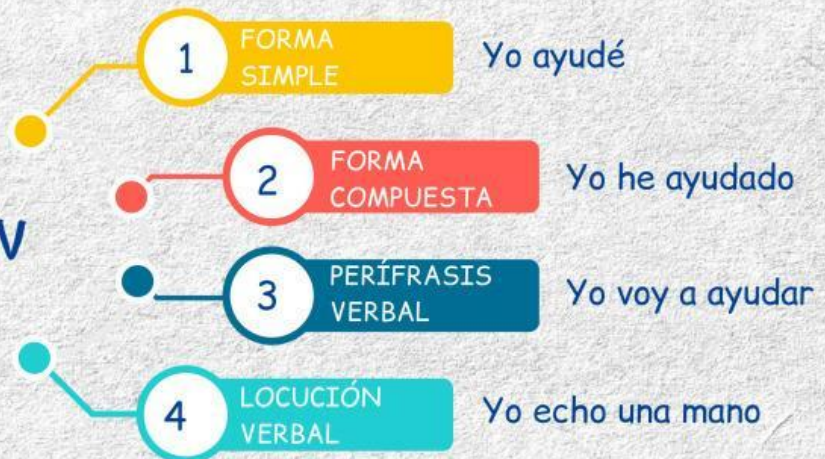 1
FORMA
SIMPLE
Yo ayudé
2
FORMA
COMPUESTA
Yo he ayudado
V
3
PERÍFRASIS
VERBAL
Yo voy a ayudar
4
LOCUCIÓN
VERBAL
Yo echo una mano